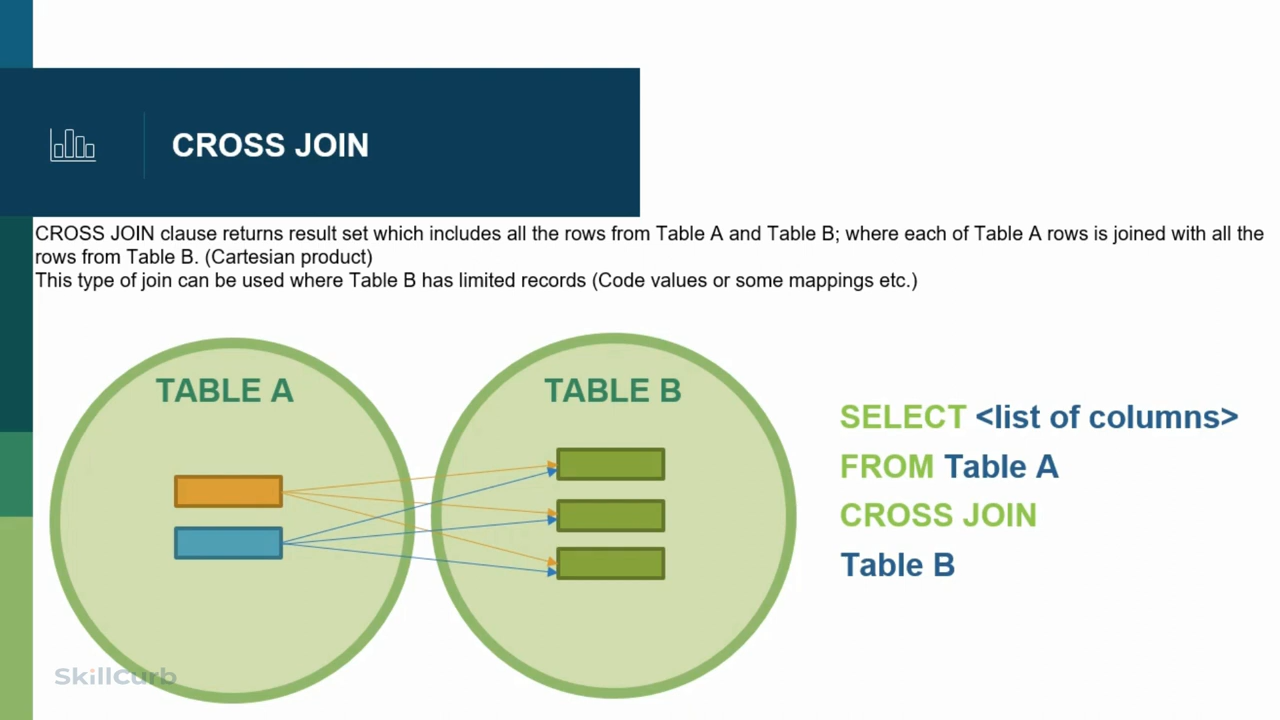 CROSS JOIN
CROSS JOIN clause returns result set which includes all the rows from Table A and Table B; where each of Table A rows is joined with all the
rows from Table B. (Cartesian product)
This type of join can be used where Table B has limited records (Code values or some mappings etc.)
TABLE A
TABLE B
SELECT <list of columns>
FROM Table A
CROSS JOIN
Table B
SkillCurb